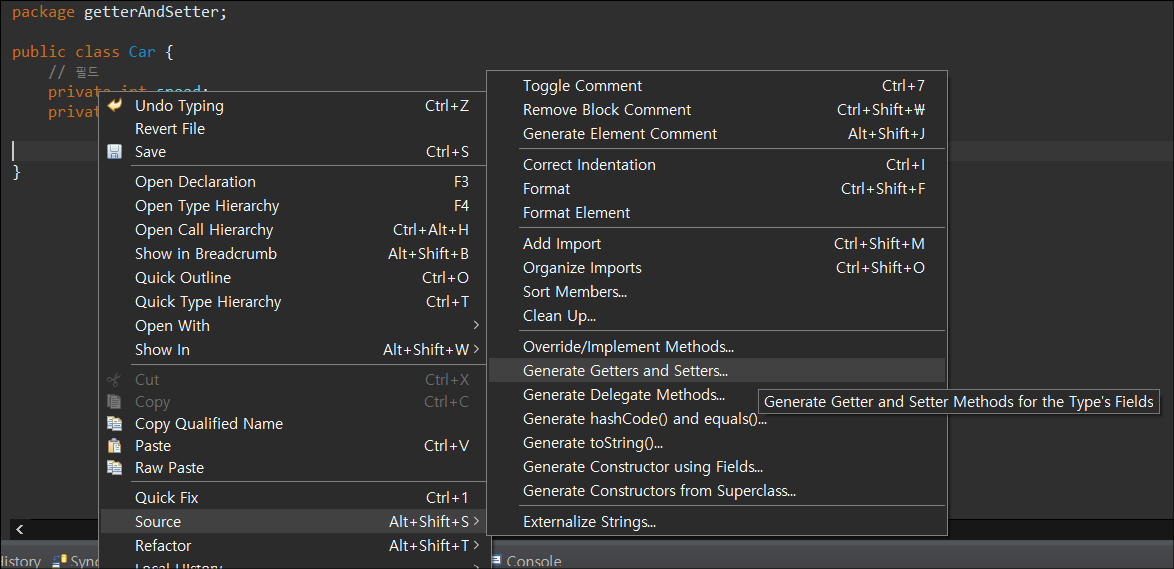 package getterAndSetter;
public class Car {
// 필드
private int speed;
private
}
Undo Typing Ctrl+Z
Revert File
Save Ctrl+S
Open Declaration F3
Open Type Hierarchy F4
Open Call Hierarchy Ctrl+Alt+H
Show in Breadcrumb Alt+Shift+B
Quick Outline Ctrl+O
Quick Type Hierarchy Ctrl+T
Open With >
Show In Alt+Shift+W >
Cut Ctrl+X
Copy Ctrl+C
Copy Qualified Name
Paste Ctrl+V
Raw Paste
Quick Fix Ctrl+1
Source Alt+Shift+S >
Refactor Alt+Shift+T >
Local History >
Toggle Comment Ctrl+7
Remove Block Comment Ctrl+Shift+₩
Generate Element Comment Alt+Shift+J
Correct Indentation Ctrl+I
Format Ctrl+Shift+F
Format Element
Add Import Ctrl+Shift+M
Organize Imports Ctrl+Shift+O
Sort Members...
Clean Up...
Override/Implement Methods...
Generate Getters and Setters...
Generate Delegate Methods...
Generate hashCode() and equals()...
Generate toString()...
Generate Constructor using Fields...
Generate Constructors from Superclass...
Externalize Strings...
Generate Getter and Setter Methods for the Type's Fields
<
History Sync
Console